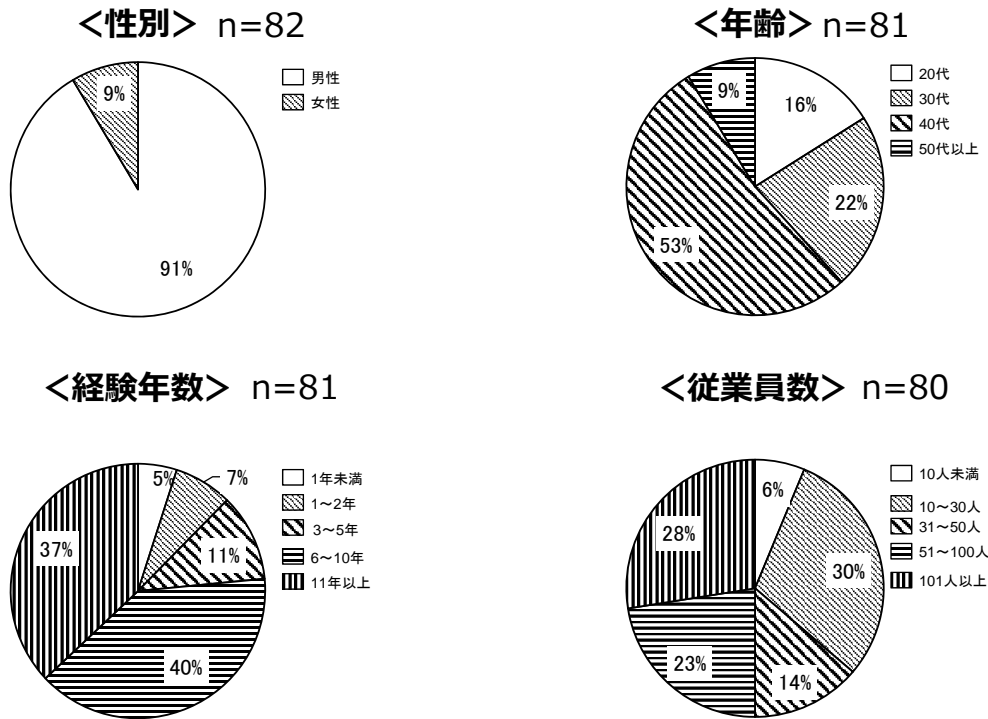 ＜性別＞ n=82
9%
91%
男性
女性
＜年齢＞ n=81
9%
16%
22%
53%
20代
30代
40代
50代以上
＜経験年数＞ n=81
5%
7%
11%
37%
40%
1年未満
1～2年
3～5年
6～10年
11年以上
＜従業員数＞ n=80
6%
28%
30%
23%
14%
10人未満
10～30人
31～50人
51～100人
101人以上